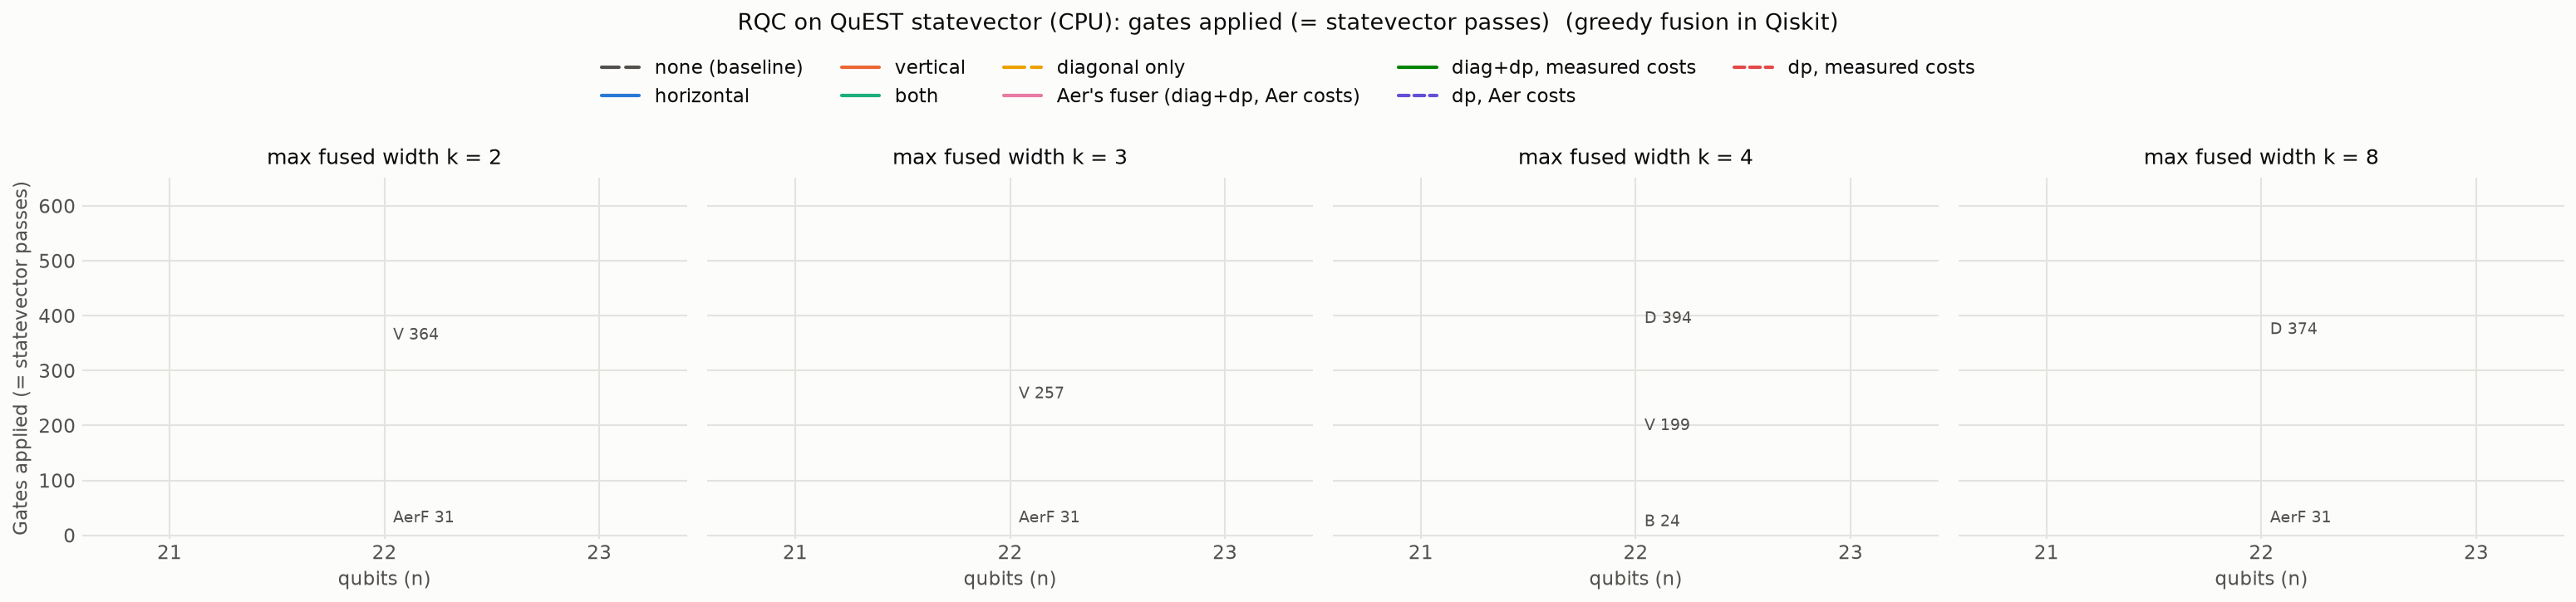 RQC on QuEST statevector (CPU): gates applied (= statevector passes)  (greedy fusion in Qiskit)
none (baseline) vertical diagonal only diag+dp, measured costs dp, measured costs
horizontal both Aer's fuser (diag+dp, Aer costs) dp, Aer costs
max fused width k = 2 max fused width k = 3 max fused width k = 4 max fused width k = 8
Gates applied (= statevector passes)
600
500
400
300
200
100
0
V 364
AerF 31
V 257
AerF 31
D 394
V 199
B 24
D 374
AerF 31
21 22 23 21 22 23 21 22 23 21 22 23
qubits (n) qubits (n) qubits (n) qubits (n)